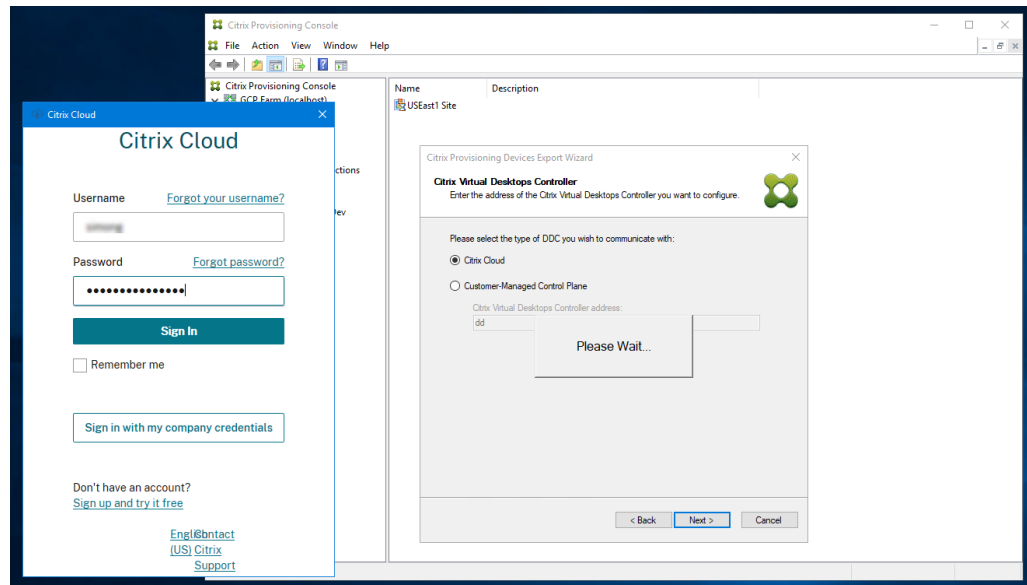 Citrix Provisioning Console
File Action View Window Help
Citrix Provisioning Console
GCP Farm (localhost)
ctions
Name Description
USEast1 Site
Citrix Cloud
Citrix Cloud
Username Forgot your username?
Password Forgot password?
Sign In
Remember me
Sign in with my company credentials
Don't have an account?
Sign up and try it free
English
(US)
Contact
Citrix
Support
Citrix Provisioning Devices Export Wizard
Citrix Virtual Desktops Controller
Enter the address of the Citrix Virtual Desktops Controller you want to configure.
Please select the type of DDC you wish to communicate with:
Citrix Cloud
Customer-Managed Control Plane
Citrix Virtual Desktops Controller address:
dd
Please Wait...
< Back Next > Cancel